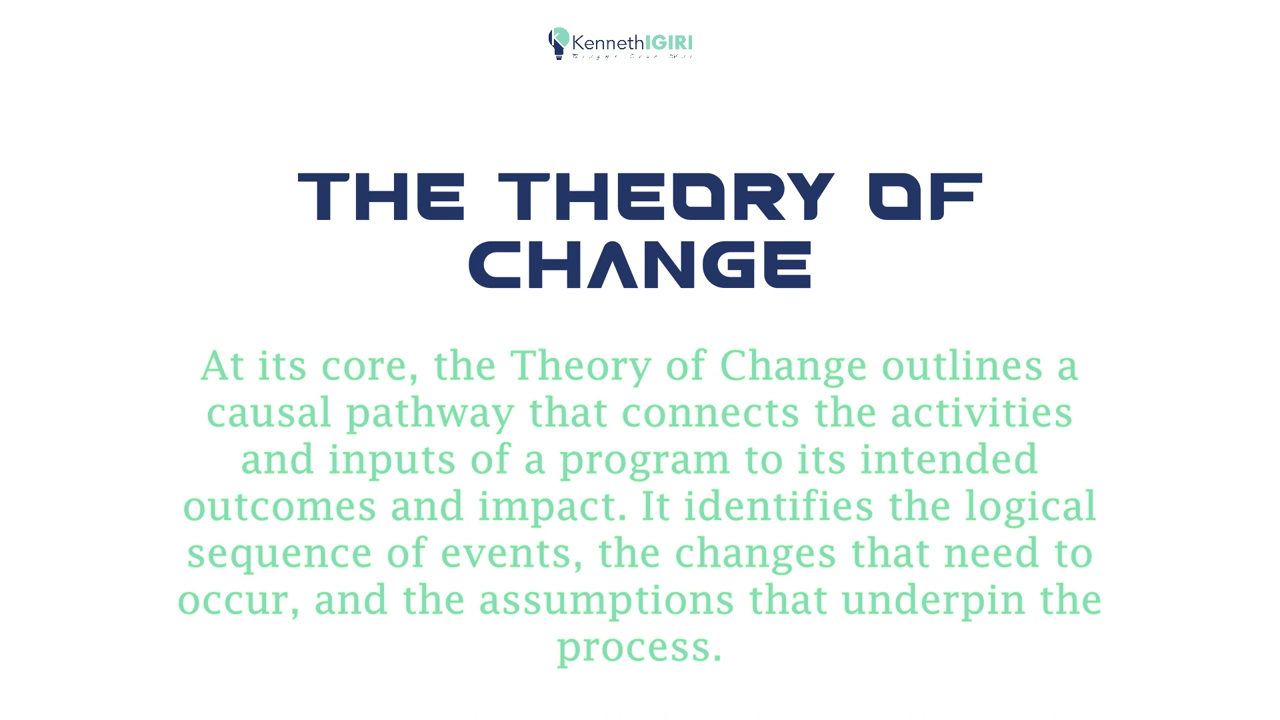 KennethIGIRI
THE THEORY OF
CHANGE
At its core, the Theory of Change outlines a
causal pathway that connects the activities
and inputs of a program to its intended
outcomes and impact. It identifies the logical
sequence of events, the changes that need to
occur, and the assumptions that underpin the
process.